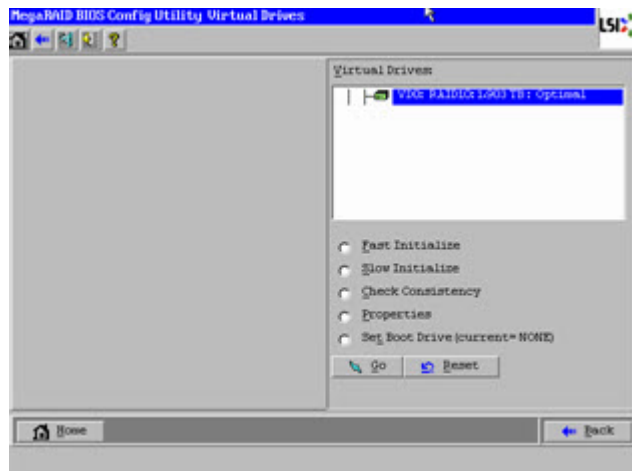 MegaRAID BIOS Config Utility Virtual Drives
LSI
Virtual Drives:
VD0: RAID10: 1.903 TB: Optimal
Fast Initialize
Slow Initialize
Check Consistency
Properties
Set Boot Drive (current= NONE)
Go
Reset
Home
Back